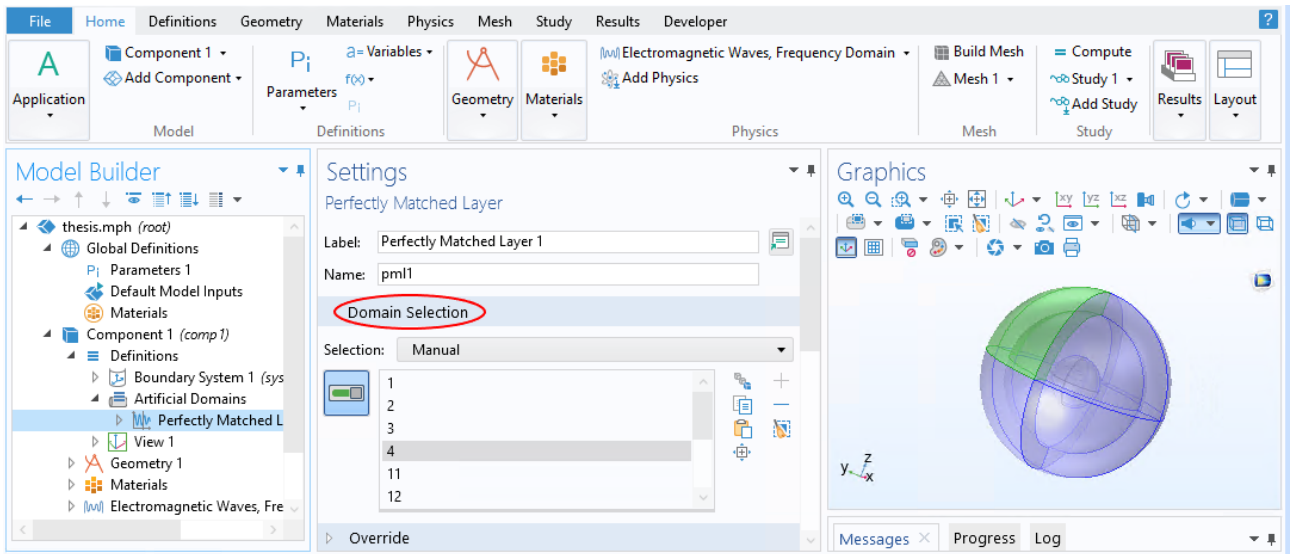 File Home Definitions Geometry Materials Physics Mesh Study Results Developer ?
A Application
Component 1
Add Component
Model
Pi Parameters
a= Variables
f(x)
Pi
Definitions
Geometry
Materials
Electromagnetic Waves, Frequency Domain
Add Physics
Physics
Build Mesh
Mesh 1
Mesh
= Compute
Study 1
Add Study
Study
Results
Layout
Model Builder
thesis.mph (root)
Global Definitions
Pi Parameters 1
Default Model Inputs
Materials
Component 1 (comp1)
Definitions
Boundary System 1 (sys
Artificial Domains
Perfectly Matched L
View 1
Geometry 1
Materials
Electromagnetic Waves, Fre
Settings
Perfectly Matched Layer
Label: Perfectly Matched Layer 1
Name: pml1
Domain Selection
Selection: Manual
1
2
3
4
11
12
Override
Graphics
xy yz xz
z
y
x
Messages Progress Log